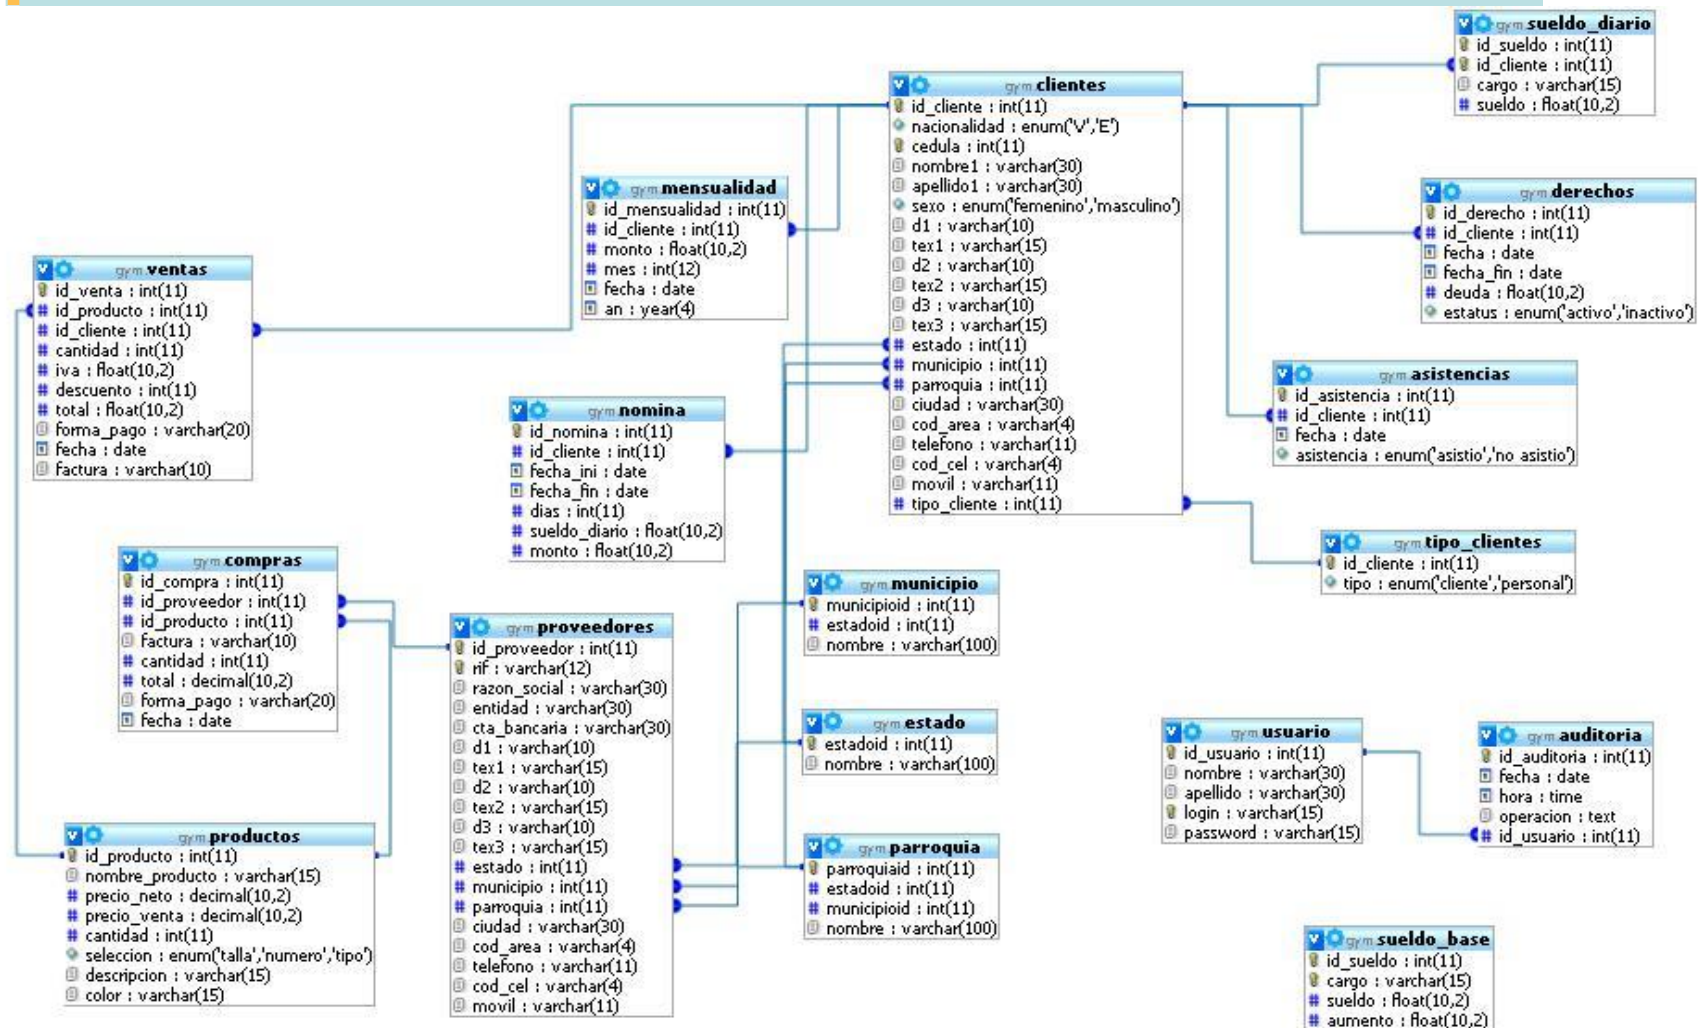 gym sueldo_diario
id_sueldo : int(11)
id_cliente : int(11)
cargo : varchar(15)
# sueldo : float(10,2)
gym clientes
id_cliente : int(11)
nacionalidad : enum('V','E')
cedula : int(11)
nombre1 : varchar(30)
apellido1 : varchar(30)
sexo : enum('femenino','masculino')
d1 : varchar(10)
tex1 : varchar(15)
d2 : varchar(10)
tex2 : varchar(15)
d3 : varchar(10)
tex3 : varchar(15)
# estado : int(11)
# municipio : int(11)
# parroquia : int(11)
ciudad : varchar(30)
cod_area : varchar(4)
telefono : varchar(11)
cod_cel : varchar(4)
movil : varchar(11)
# tipo_cliente : int(11)
gym mensualidad
id_mensualidad : int(11)
# id_cliente : int(11)
# monto : float(10,2)
# mes : int(12)
fecha : date
an : year(4)
gym derechos
id_derecho : int(11)
# id_cliente : int(11)
fecha : date
fecha_fin : date
# deuda : float(10,2)
estatus : enum('activo','inactivo')
gym ventas
id_venta : int(11)
# id_producto : int(11)
# id_cliente : int(11)
# cantidad : int(11)
# iva : float(10,2)
# descuento : int(11)
# total : float(10,2)
forma_pago : varchar(20)
fecha : date
factura : varchar(10)
gym asistencias
id_asistencia : int(11)
# id_cliente : int(11)
fecha : date
asistencia : enum('asistio','no asistio')
gym nomina
id_nomina : int(11)
# id_cliente : int(11)
fecha_ini : date
fecha_fin : date
# dias : int(11)
# sueldo_diario : float(10,2)
# monto : float(10,2)
gym tipo_clientes
id_cliente : int(11)
tipo : enum('cliente','personal')
gym compras
id_compra : int(11)
# id_proveedor : int(11)
# id_producto : int(11)
factura : varchar(10)
# cantidad : int(11)
# total : decimal(10,2)
forma_pago : varchar(20)
fecha : date
gym proveedores
id_proveedor : int(11)
rif : varchar(12)
razon_social : varchar(30)
entidad : varchar(30)
cta_bancaria : varchar(30)
d1 : varchar(10)
tex1 : varchar(15)
d2 : varchar(10)
tex2 : varchar(15)
d3 : varchar(10)
tex3 : varchar(15)
# estado : int(11)
# municipio : int(11)
# parroquia : int(11)
ciudad : varchar(30)
cod_area : varchar(4)
telefono : varchar(11)
cod_cel : varchar(4)
movil : varchar(11)
gym municipio
municipioid : int(11)
# estadoid : int(11)
nombre : varchar(100)
gym estado
estadoid : int(11)
nombre : varchar(100)
gym parroquia
parroquiaid : int(11)
# estadoid : int(11)
# municipioid : int(11)
nombre : varchar(100)
gym usuario
id_usuario : int(11)
nombre : varchar(30)
apellido : varchar(30)
login : varchar(15)
password : varchar(15)
gym auditoria
id_auditoria : int(11)
fecha : date
hora : time
operacion : text
# id_usuario : int(11)
gym productos
id_producto : int(11)
nombre_producto : varchar(15)
# precio_neto : decimal(10,2)
# precio_venta : decimal(10,2)
# cantidad : int(11)
seleccion : enum('talla','numero','tipo')
descripcion : varchar(15)
color : varchar(15)
gym sueldo_base
id_sueldo : int(11)
cargo : varchar(15)
# sueldo : float(10,2)
# aumento : float(10,2)